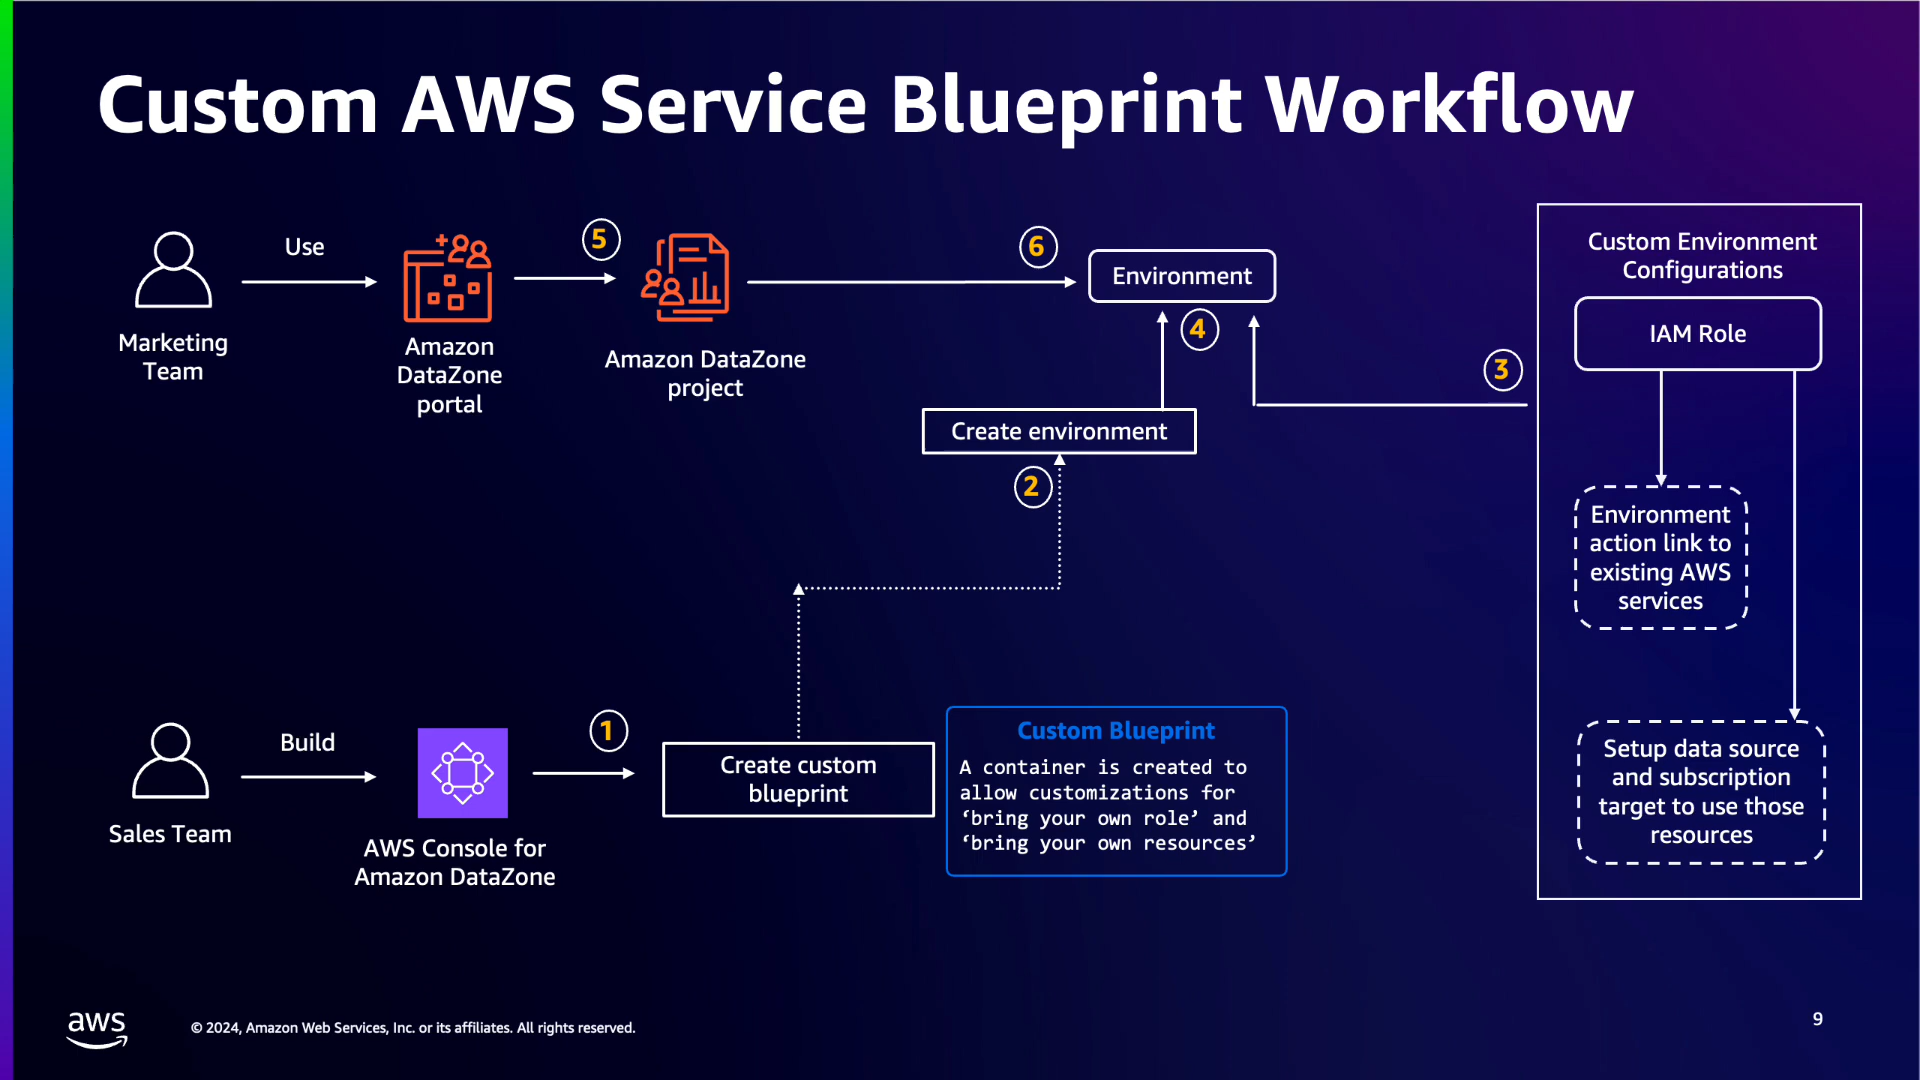 Custom AWS Service Blueprint Workflow
Use
5
6
Environment
4
Marketing
Team
Amazon
DataZone
portal
Amazon DataZone
project
Create environment
2
3
Custom Environment
Configurations
IAM Role
Environment
action link to
existing AWS
services
Setup data source
and subscription
target to use those
resources
Build
1
Sales Team
AWS Console for
Amazon DataZone
Create custom
blueprint
Custom Blueprint
A container is created to
allow customizations for
‘bring your own role’ and
‘bring your own resources’
aws
© 2024, Amazon Web Services, Inc. or its affiliates. All rights reserved.
9